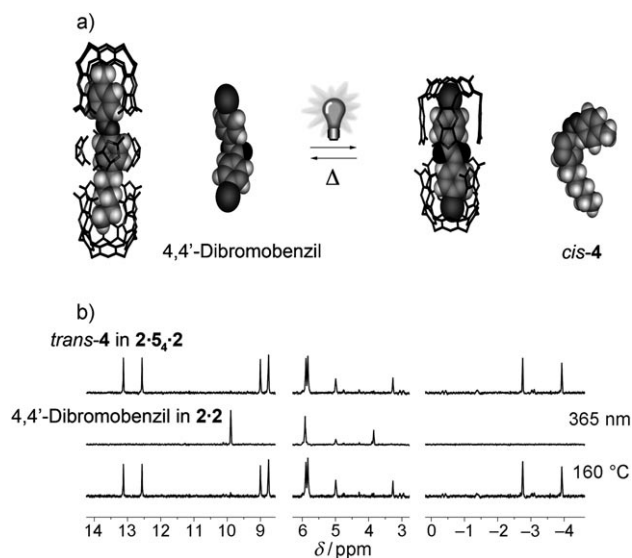 a)
Δ
4,4'-Dibromobenzil
cis-4
b)
trans-4 in 2·5₄·2
4,4'-Dibromobenzil in 2·2
365 nm
160 °C
14 13 12 11 10 9 8 6 5 4 3 0 −1 −2 −3 −4
δ / ppm